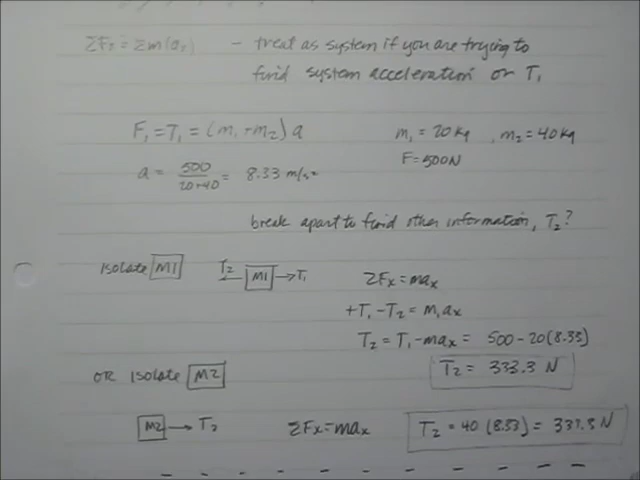 ΣFx = Σm(ax) - treat as system if you are trying to
find system acceleration or T₁
F₁ = T₁ = (m₁+m₂)a m₁ = 20 kg , m₂ = 40 kg
a = 500/20+40 = 8.33 m/s² F = 500N
break apart to find other information, T₂?
isolate M1 T₂ ← M1 → T₁ ΣFx = max
+T₁ - T₂ = m₁ax
T₂ = T₁ - max = 500 - 20(8.33)
T₂ = 333.3 N
OR isolate M2
M2 → T₂ ΣFx = max T₂ = 40 (8.33) = 333.3 N